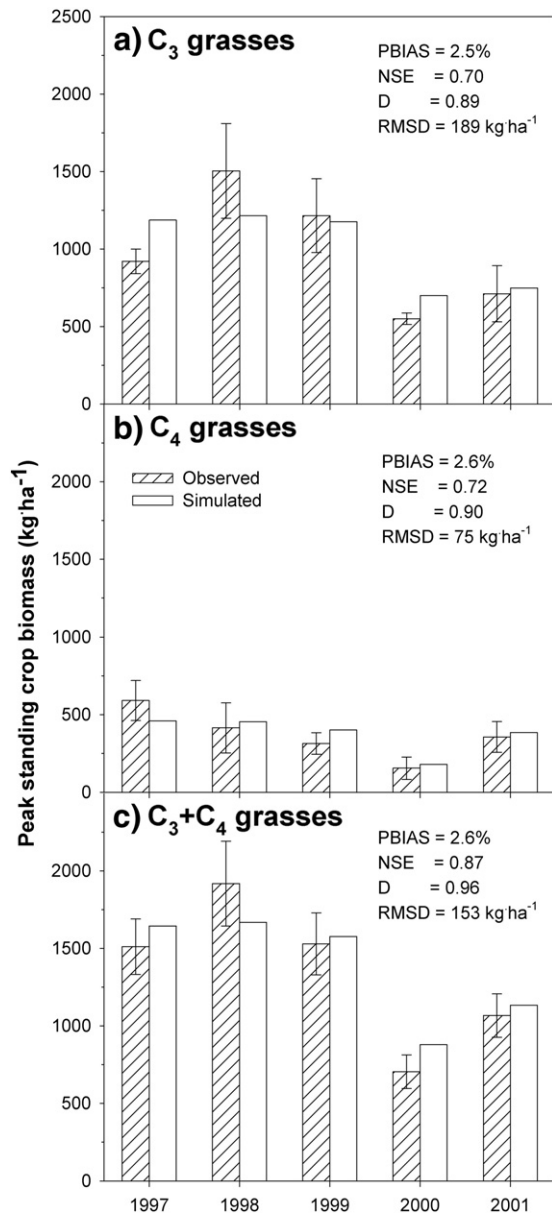 Peak standing crop biomass (kg·ha⁻¹)
2500
a) C₃ grasses
PBIAS = 2.5%
NSE = 0.70
D = 0.89
RMSD = 189 kg·ha⁻¹
2000
1500
1000
500
0
b) C₄ grasses
Observed
Simulated
PBIAS = 2.6%
NSE = 0.72
D = 0.90
RMSD = 75 kg·ha⁻¹
2000
1500
1000
500
0
c) C₃+C₄ grasses
PBIAS = 2.6%
NSE = 0.87
D = 0.96
RMSD = 153 kg·ha⁻¹
2000
1500
1000
500
0
1997 1998 1999 2000 2001